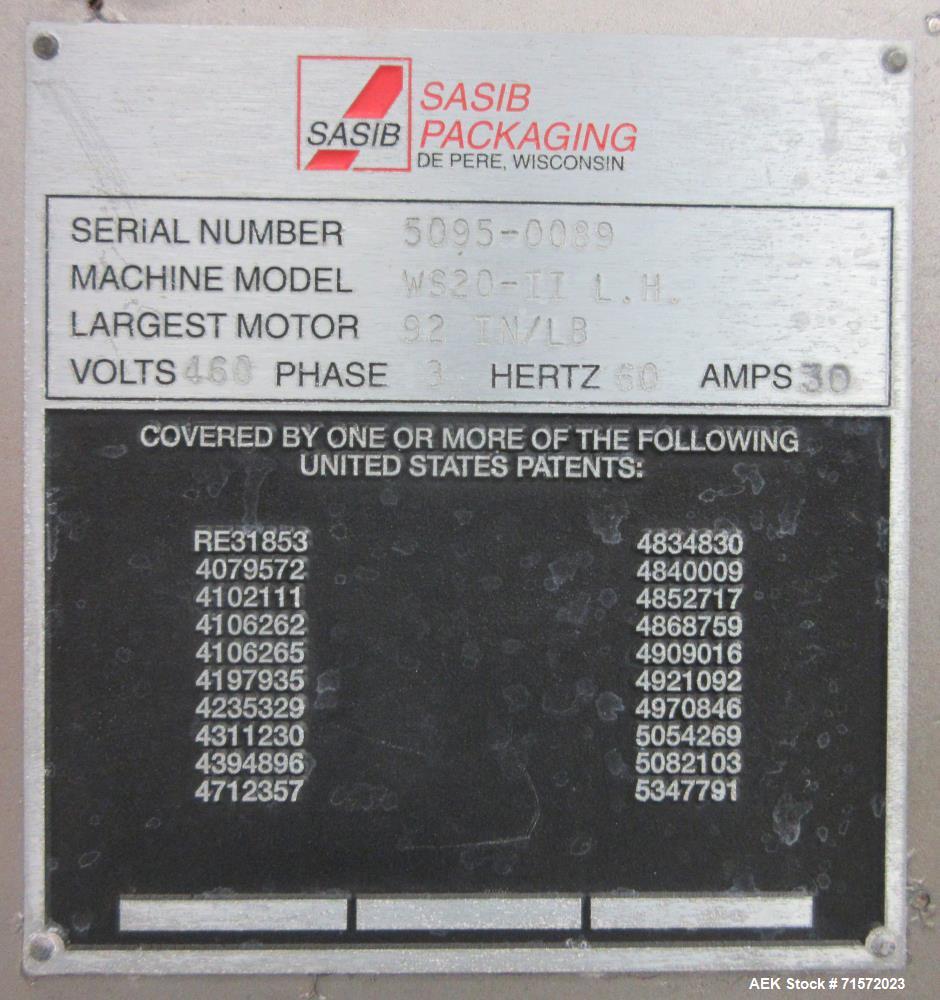 SASIB
SASIB
PACKAGING
DE PERE, WISCONSIN
SERIAL NUMBER 5095-0089
MACHINE MODEL WS20-II L.H.
LARGEST MOTOR 92 IN/LB
VOLTS 460 PHASE 3 HERTZ 60 AMPS 30
COVERED BY ONE OR MORE OF THE FOLLOWING
UNITED STATES PATENTS:
RE31853
4079572
4102111
4106262
4106265
4197935
4235329
4311230
4394896
4712357
4834830
4840009
4852717
4868759
4909016
4921092
4970846
5054269
5082103
5347791
AEK Stock # 71572023